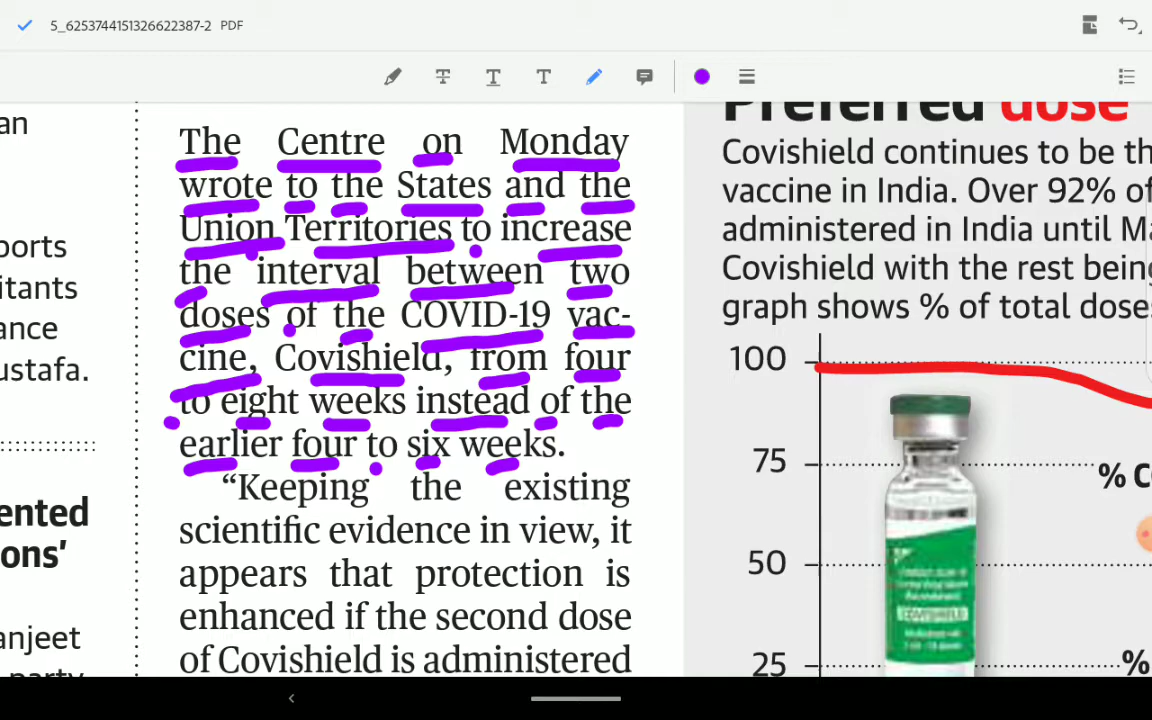 5_6253744151326622387-2 PDF
an
ports
itants
ance
ustafa.
ented
ons’
anjeet
party
The Centre on Monday
wrote to the States and the
Union Territories to increase
the interval between two
doses of the COVID-19 vac-
cine, Covishield, from four
to eight weeks instead of the
earlier four to six weeks.
“Keeping the existing
scientific evidence in view, it
appears that protection is
enhanced if the second dose
of Covishield is administered
Preferred dose
Covishield continues to be th
vaccine in India. Over 92% of
administered in India until Ma
Covishield with the rest being
graph shows % of total doses
100
75
% C
50
COVISHIELD
25
%